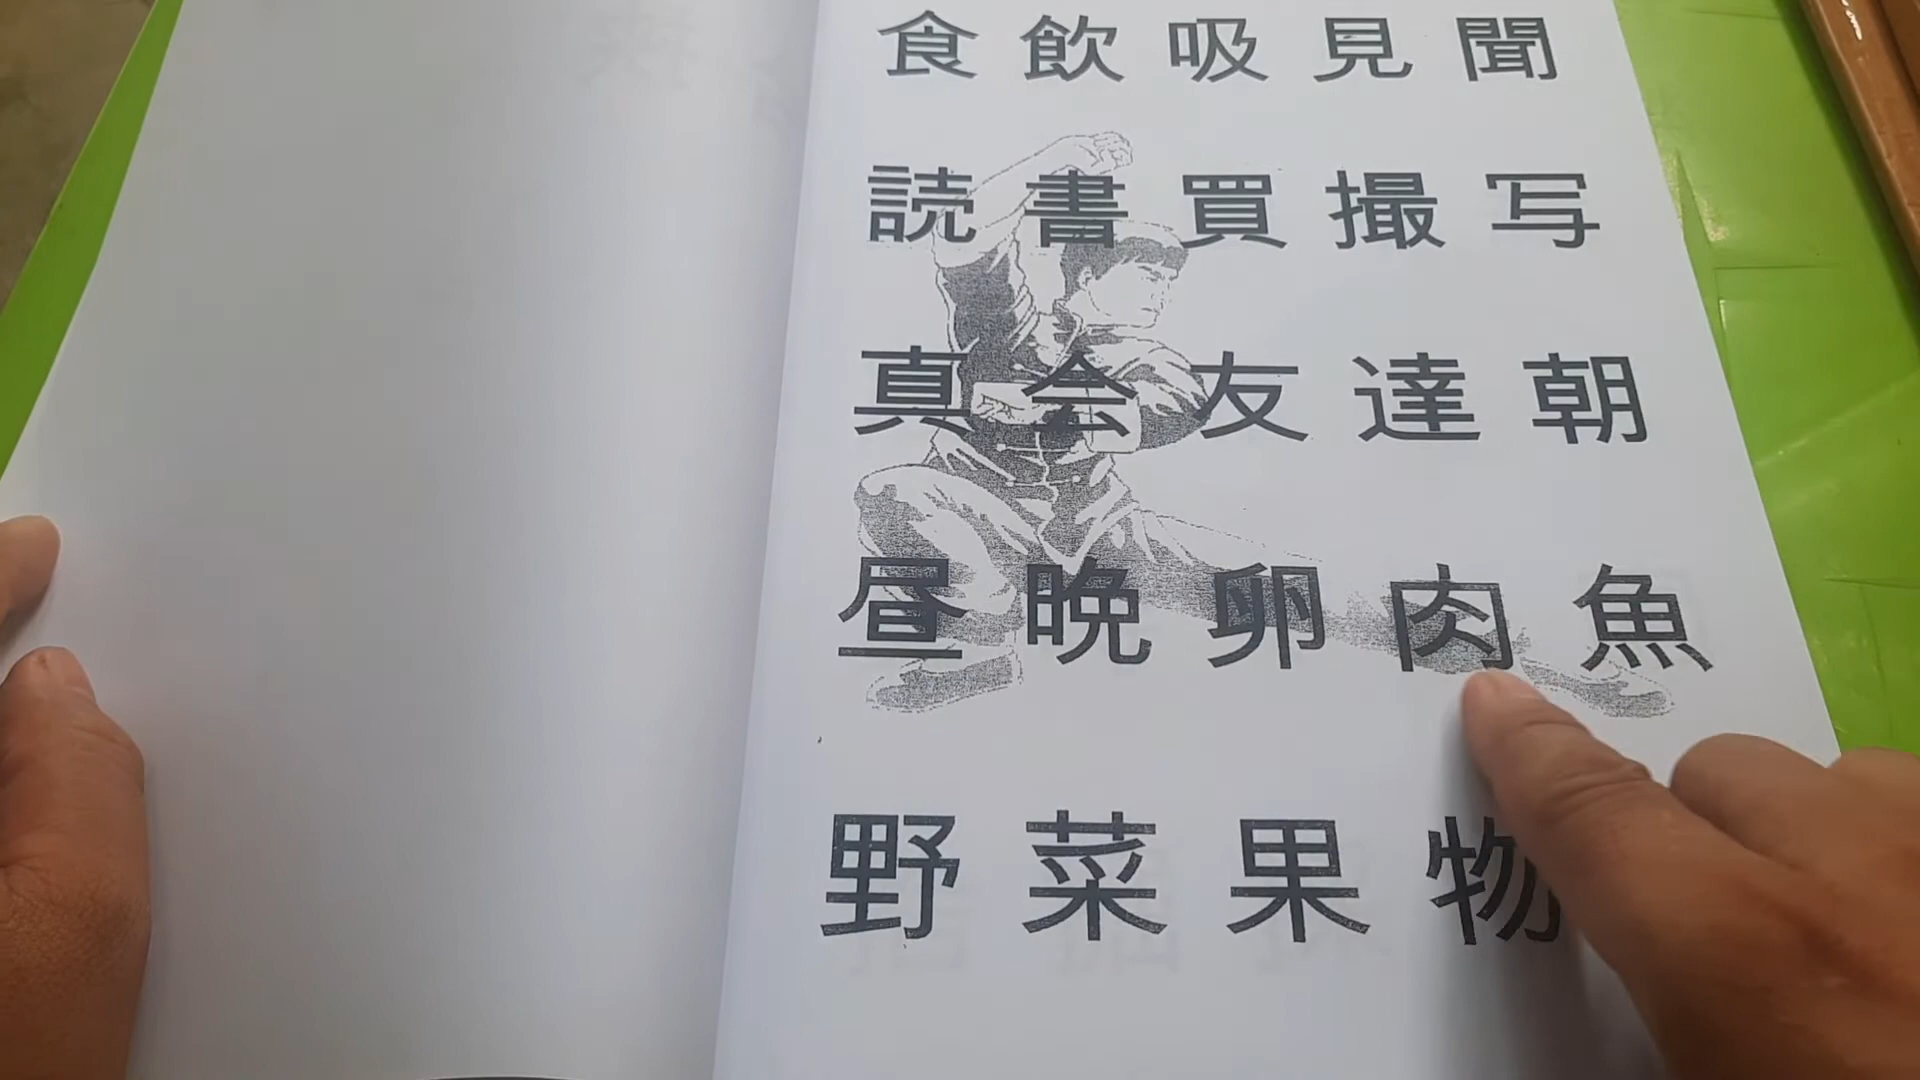 食飲吸見聞
読書買撮写
真会友達朝
昼晩卵肉魚
野菜果物